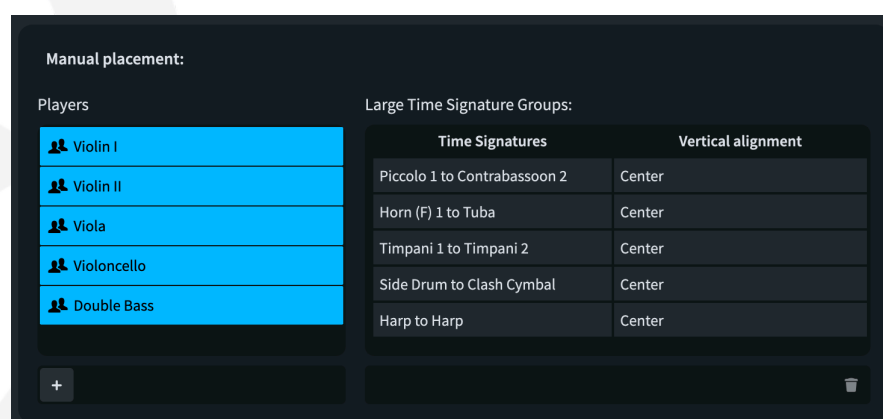 Manual placement:
Players
Large Time Signature Groups:
Violin I
Violin II
Viola
Violoncello
Double Bass
+
Time Signatures Vertical alignment
Piccolo 1 to Contrabassoon 2 Center
Horn (F) 1 to Tuba Center
Timpani 1 to Timpani 2 Center
Side Drum to Clash Cymbal Center
Harp to Harp Center